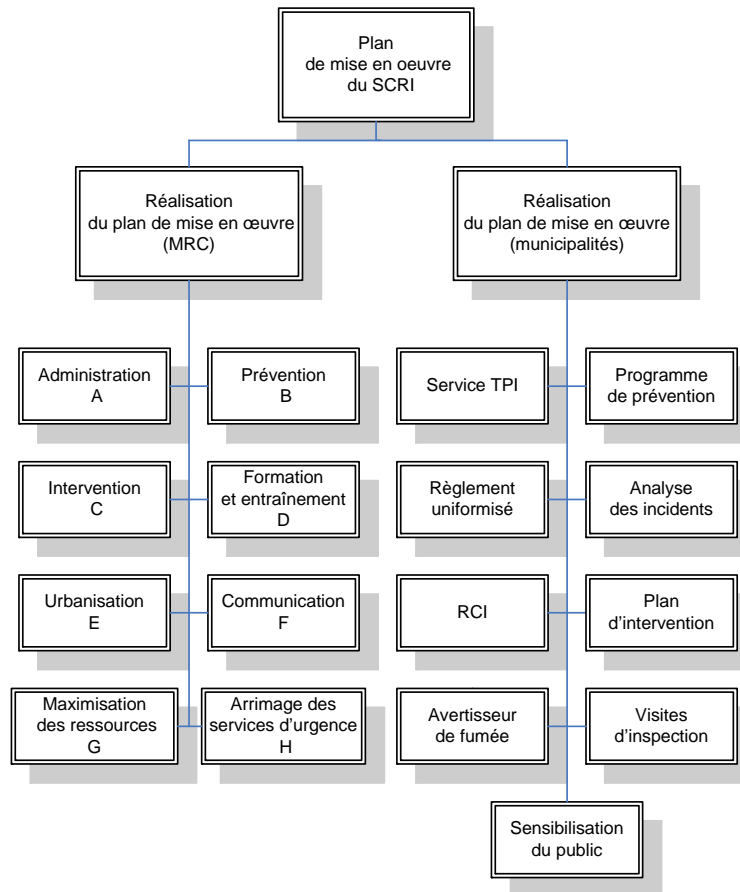 Plan
de mise en oeuvre
du SCRI
Réalisation
du plan de mise en œuvre
(MRC)
Réalisation
du plan de mise en œuvre
(municipalités)
Administration
A
Prévention
B
Service TPI
Programme
de prévention
Intervention
C
Formation
et entraînement
D
Règlement
uniformisé
Analyse
des incidents
Urbanisation
E
Communication
F
RCI
Plan
d’intervention
Maximisation
des ressources
G
Arrimage des
services d’urgence
H
Avertisseur
de fumée
Visites
d’inspection
Sensibilisation
du public